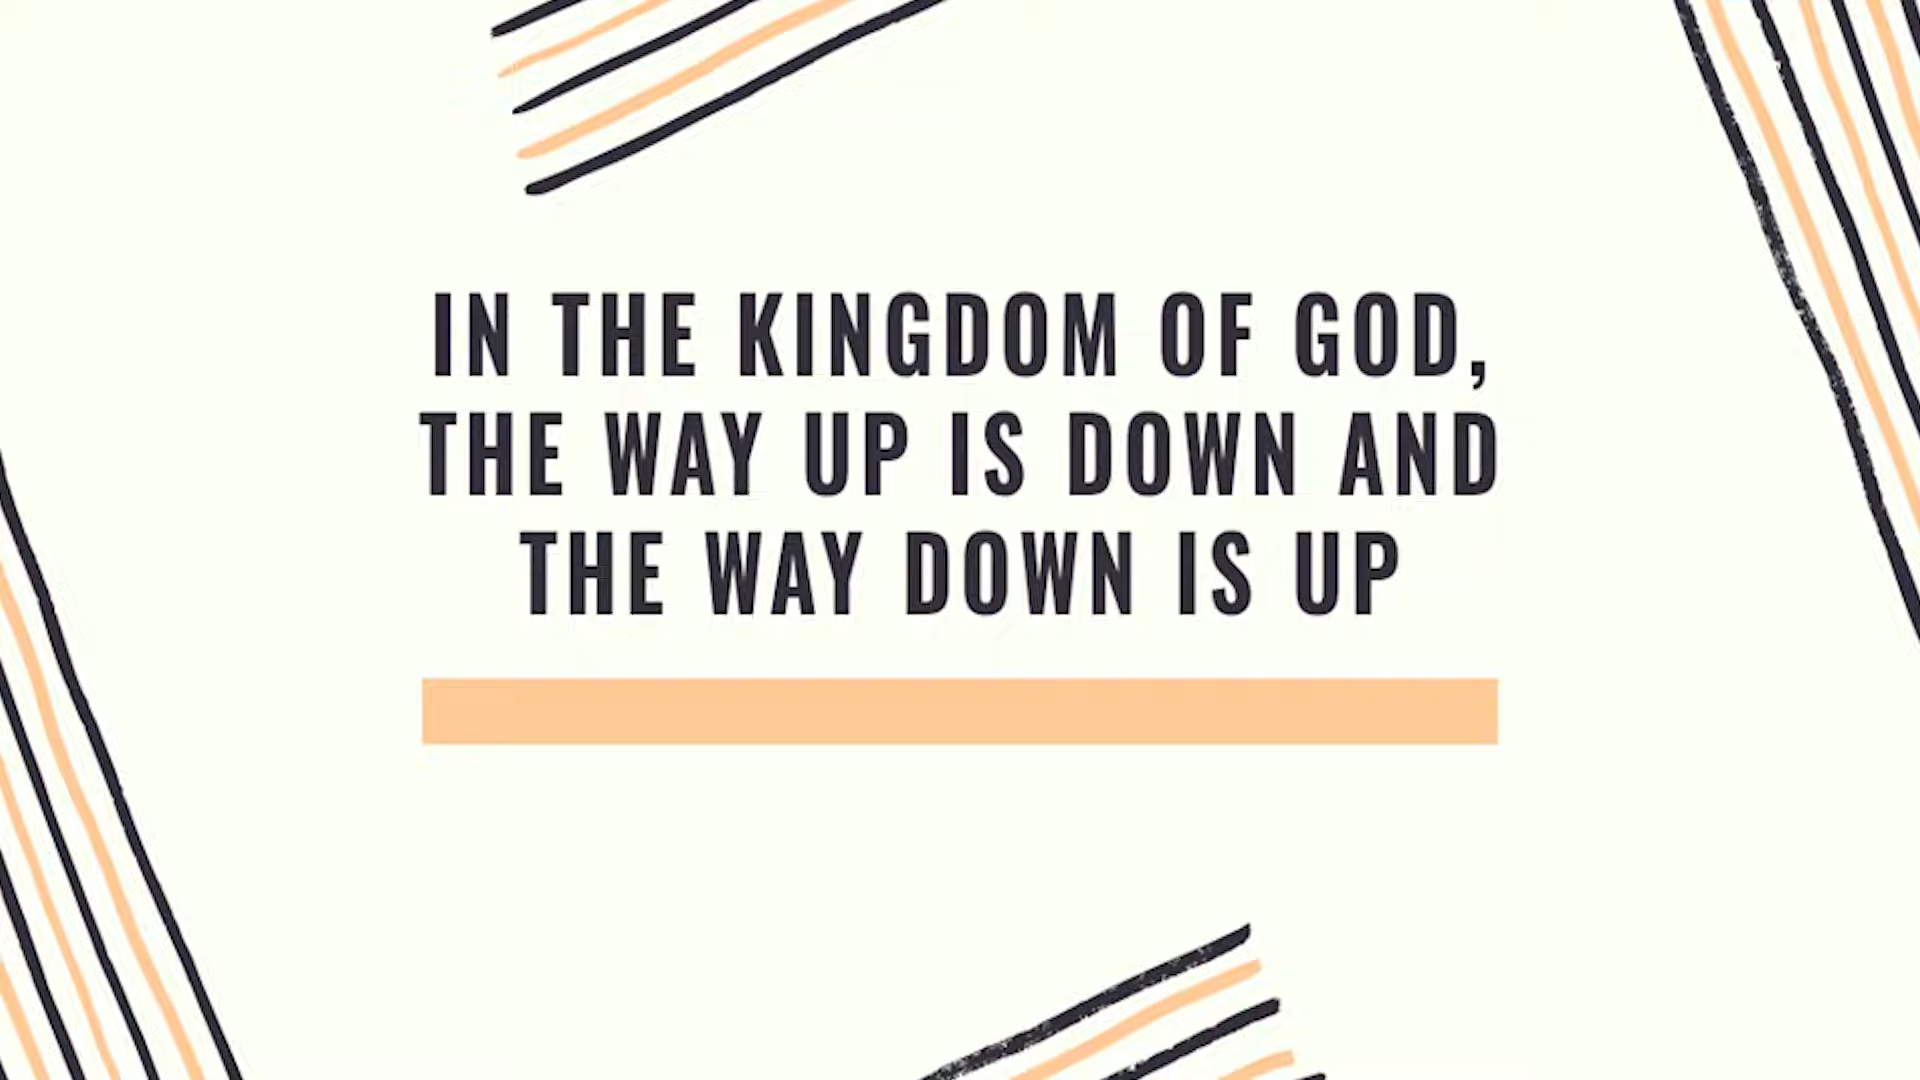 IN THE KINGDOM OF GOD,
THE WAY UP IS DOWN AND
THE WAY DOWN IS UP